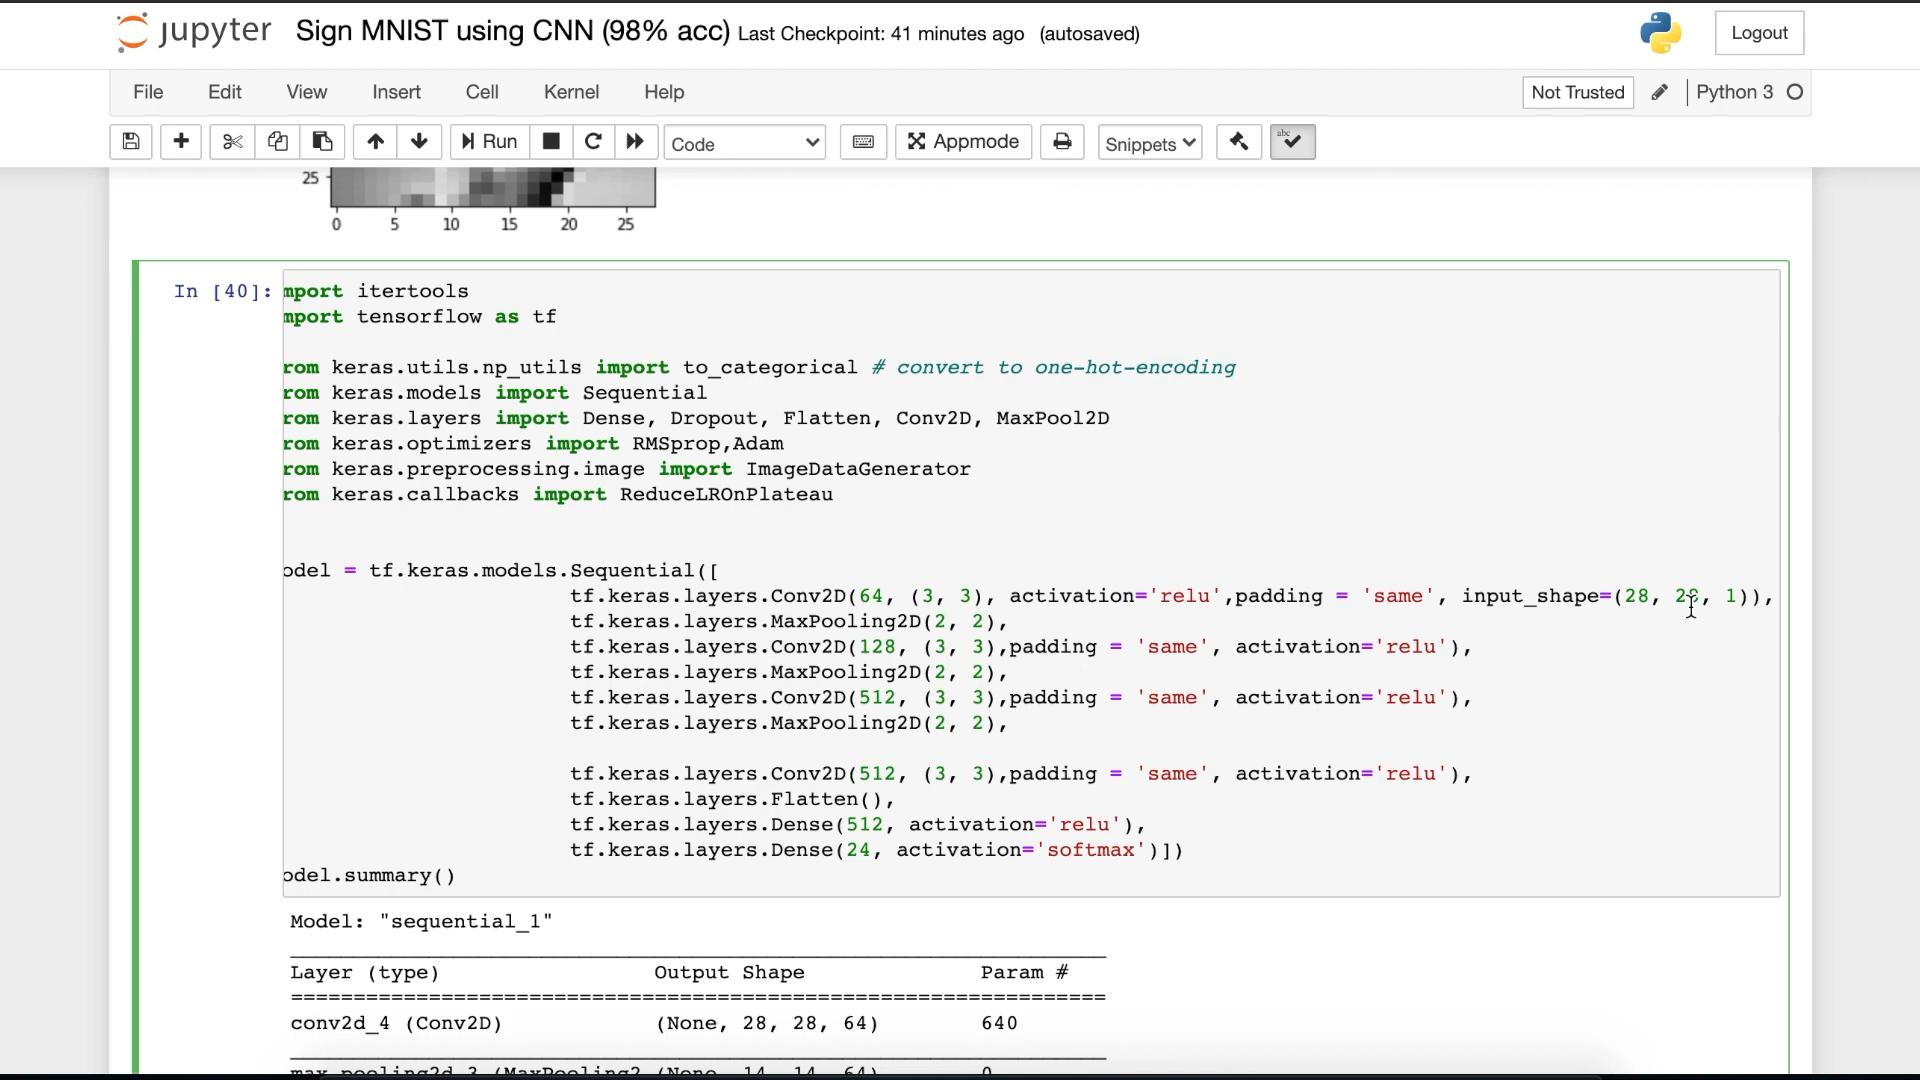 jupyter Sign MNIST using CNN (98% acc) Last Checkpoint: 41 minutes ago (autosaved) Logout
File Edit View Insert Cell Kernel Help Not Trusted Python 3
Run Code Appmode Snippets abc
25
0 5 10 15 20 25
In [40]: mport itertools
mport tensorflow as tf
rom keras.utils.np_utils import to_categorical # convert to one-hot-encoding
rom keras.models import Sequential
rom keras.layers import Dense, Dropout, Flatten, Conv2D, MaxPool2D
rom keras.optimizers import RMSprop,Adam
rom keras.preprocessing.image import ImageDataGenerator
rom keras.callbacks import ReduceLROnPlateau
odel = tf.keras.models.Sequential([
tf.keras.layers.Conv2D(64, (3, 3), activation='relu',padding = 'same', input_shape=(28, 28, 1)),
tf.keras.layers.MaxPooling2D(2, 2),
tf.keras.layers.Conv2D(128, (3, 3),padding = 'same', activation='relu'),
tf.keras.layers.MaxPooling2D(2, 2),
tf.keras.layers.Conv2D(512, (3, 3),padding = 'same', activation='relu'),
tf.keras.layers.MaxPooling2D(2, 2),
tf.keras.layers.Conv2D(512, (3, 3),padding = 'same', activation='relu'),
tf.keras.layers.Flatten(),
tf.keras.layers.Dense(512, activation='relu'),
tf.keras.layers.Dense(24, activation='softmax')])
odel.summary()
Model: "sequential_1"
Layer (type) Output Shape Param #
conv2d_4 (Conv2D) (None, 28, 28, 64) 640
max_pooling2d_3 (MaxPooling2 (None, 14, 14, 64) 0